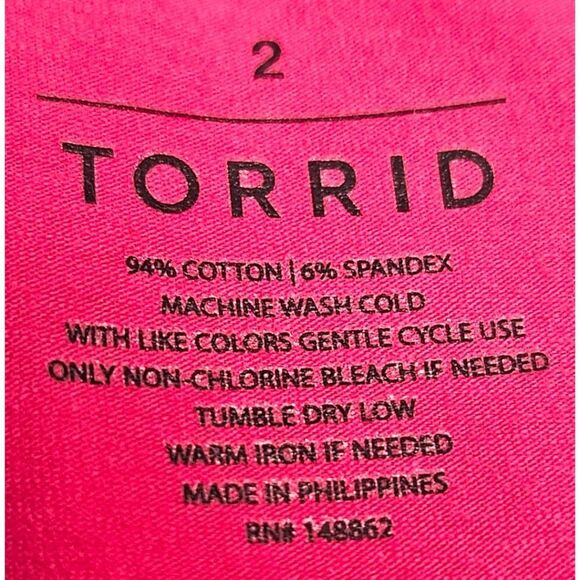 2
TORRID
94% COTTON | 6% SPANDEX
MACHINE WASH COLD
WITH LIKE COLORS GENTLE CYCLE USE
ONLY NON-CHLORINE BLEACH IF NEEDED
TUMBLE DRY LOW
WARM IRON IF NEEDED
MADE IN PHILIPPINES
RN# 148862